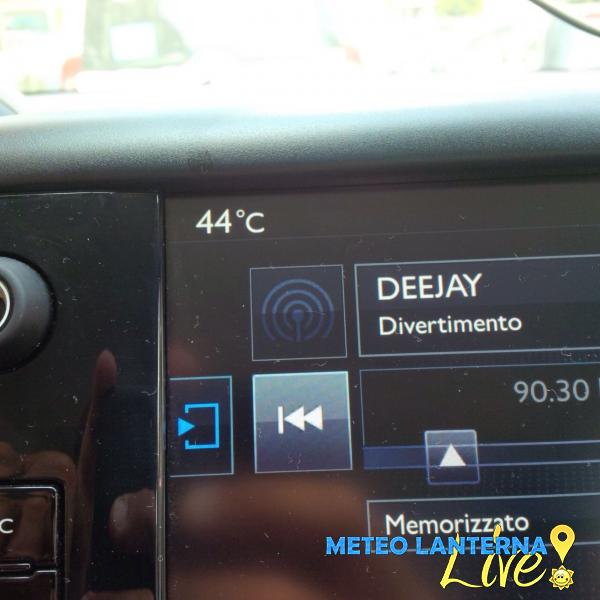 44°C
DEEJAY
Divertimento
90.30
C
Memorizzato
METEO LANTERNA
Live!